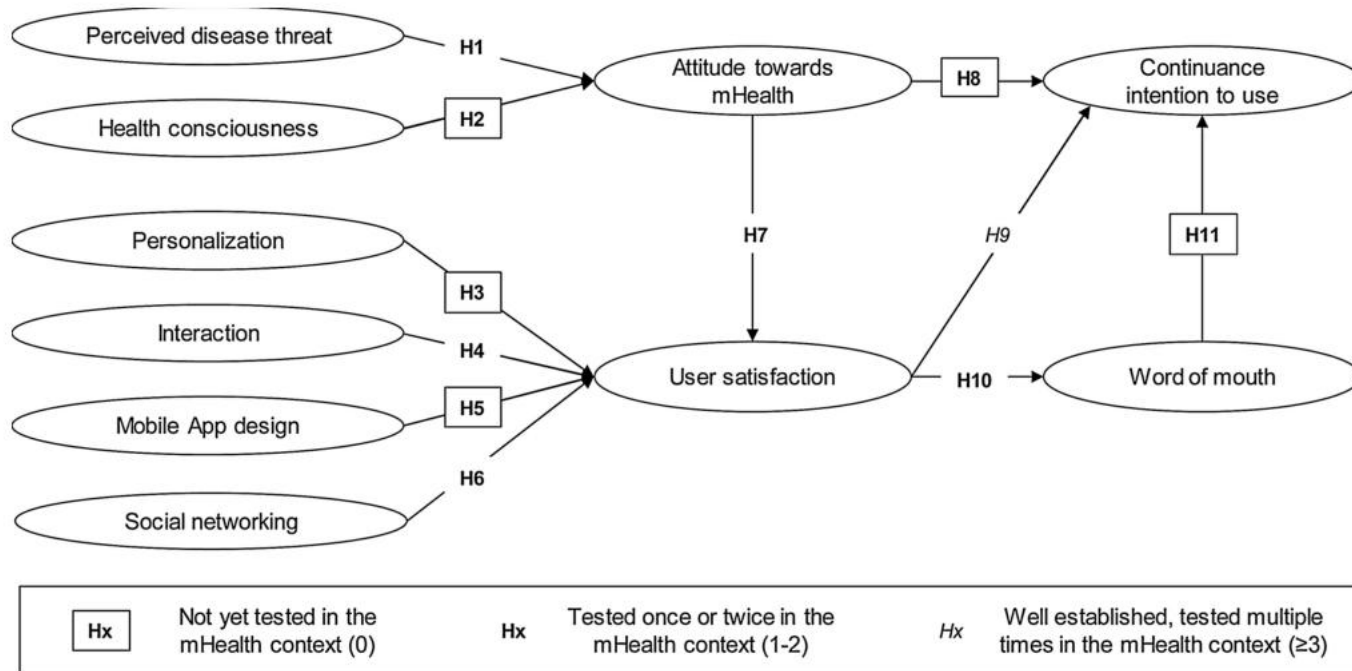 Perceived disease threat
H1
Attitude towards
mHealth
H8
Continuance
intention to use
Health consciousness
H2
Personalization
H3
H7
H9
H11
Interaction
H4
User satisfaction
H10
Word of mouth
Mobile App design
H5
H6
Social networking
Hx
Not yet tested in the
mHealth context (0)
Hx
Tested once or twice in the
mHealth context (1-2)
Hx
Well established, tested multiple
times in the mHealth context (≥3)